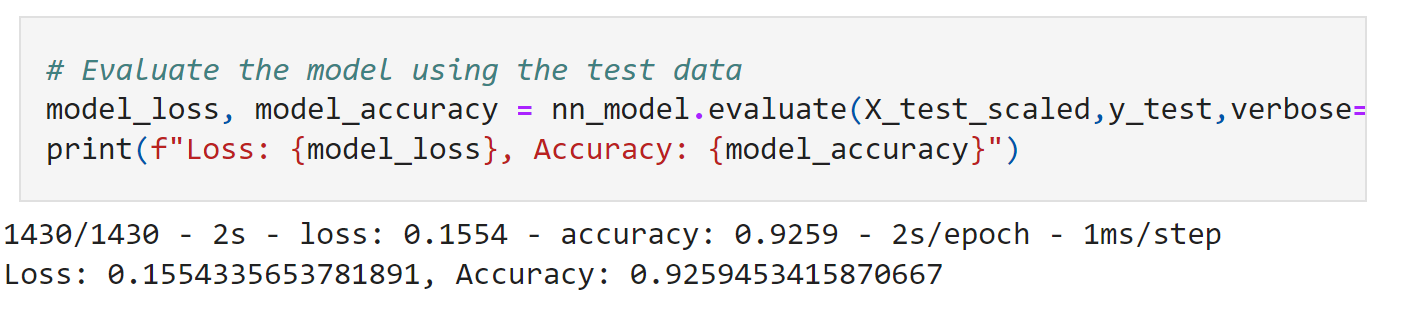 # Evaluate the model using the test data
model_loss, model_accuracy = nn_model.evaluate(X_test_scaled,y_test,verbose=
print(f"Loss: {model_loss}, Accuracy: {model_accuracy}")
1430/1430 - 2s - loss: 0.1554 - accuracy: 0.9259 - 2s/epoch - 1ms/step
Loss: 0.1554335653781891, Accuracy: 0.9259453415870667